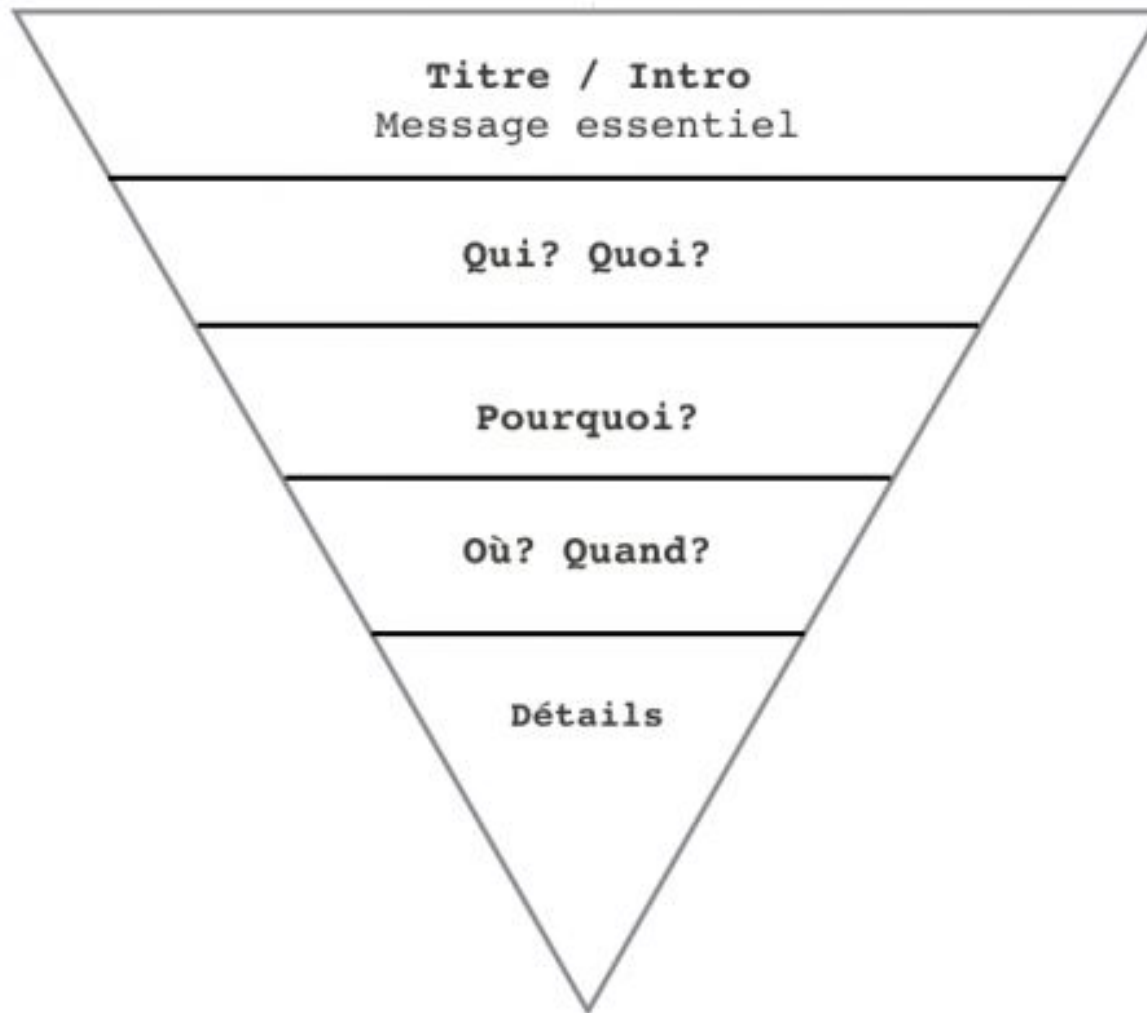 Titre / Intro
Message essentiel
Qui? Quoi?
Pourquoi?
Où? Quand?
Détails